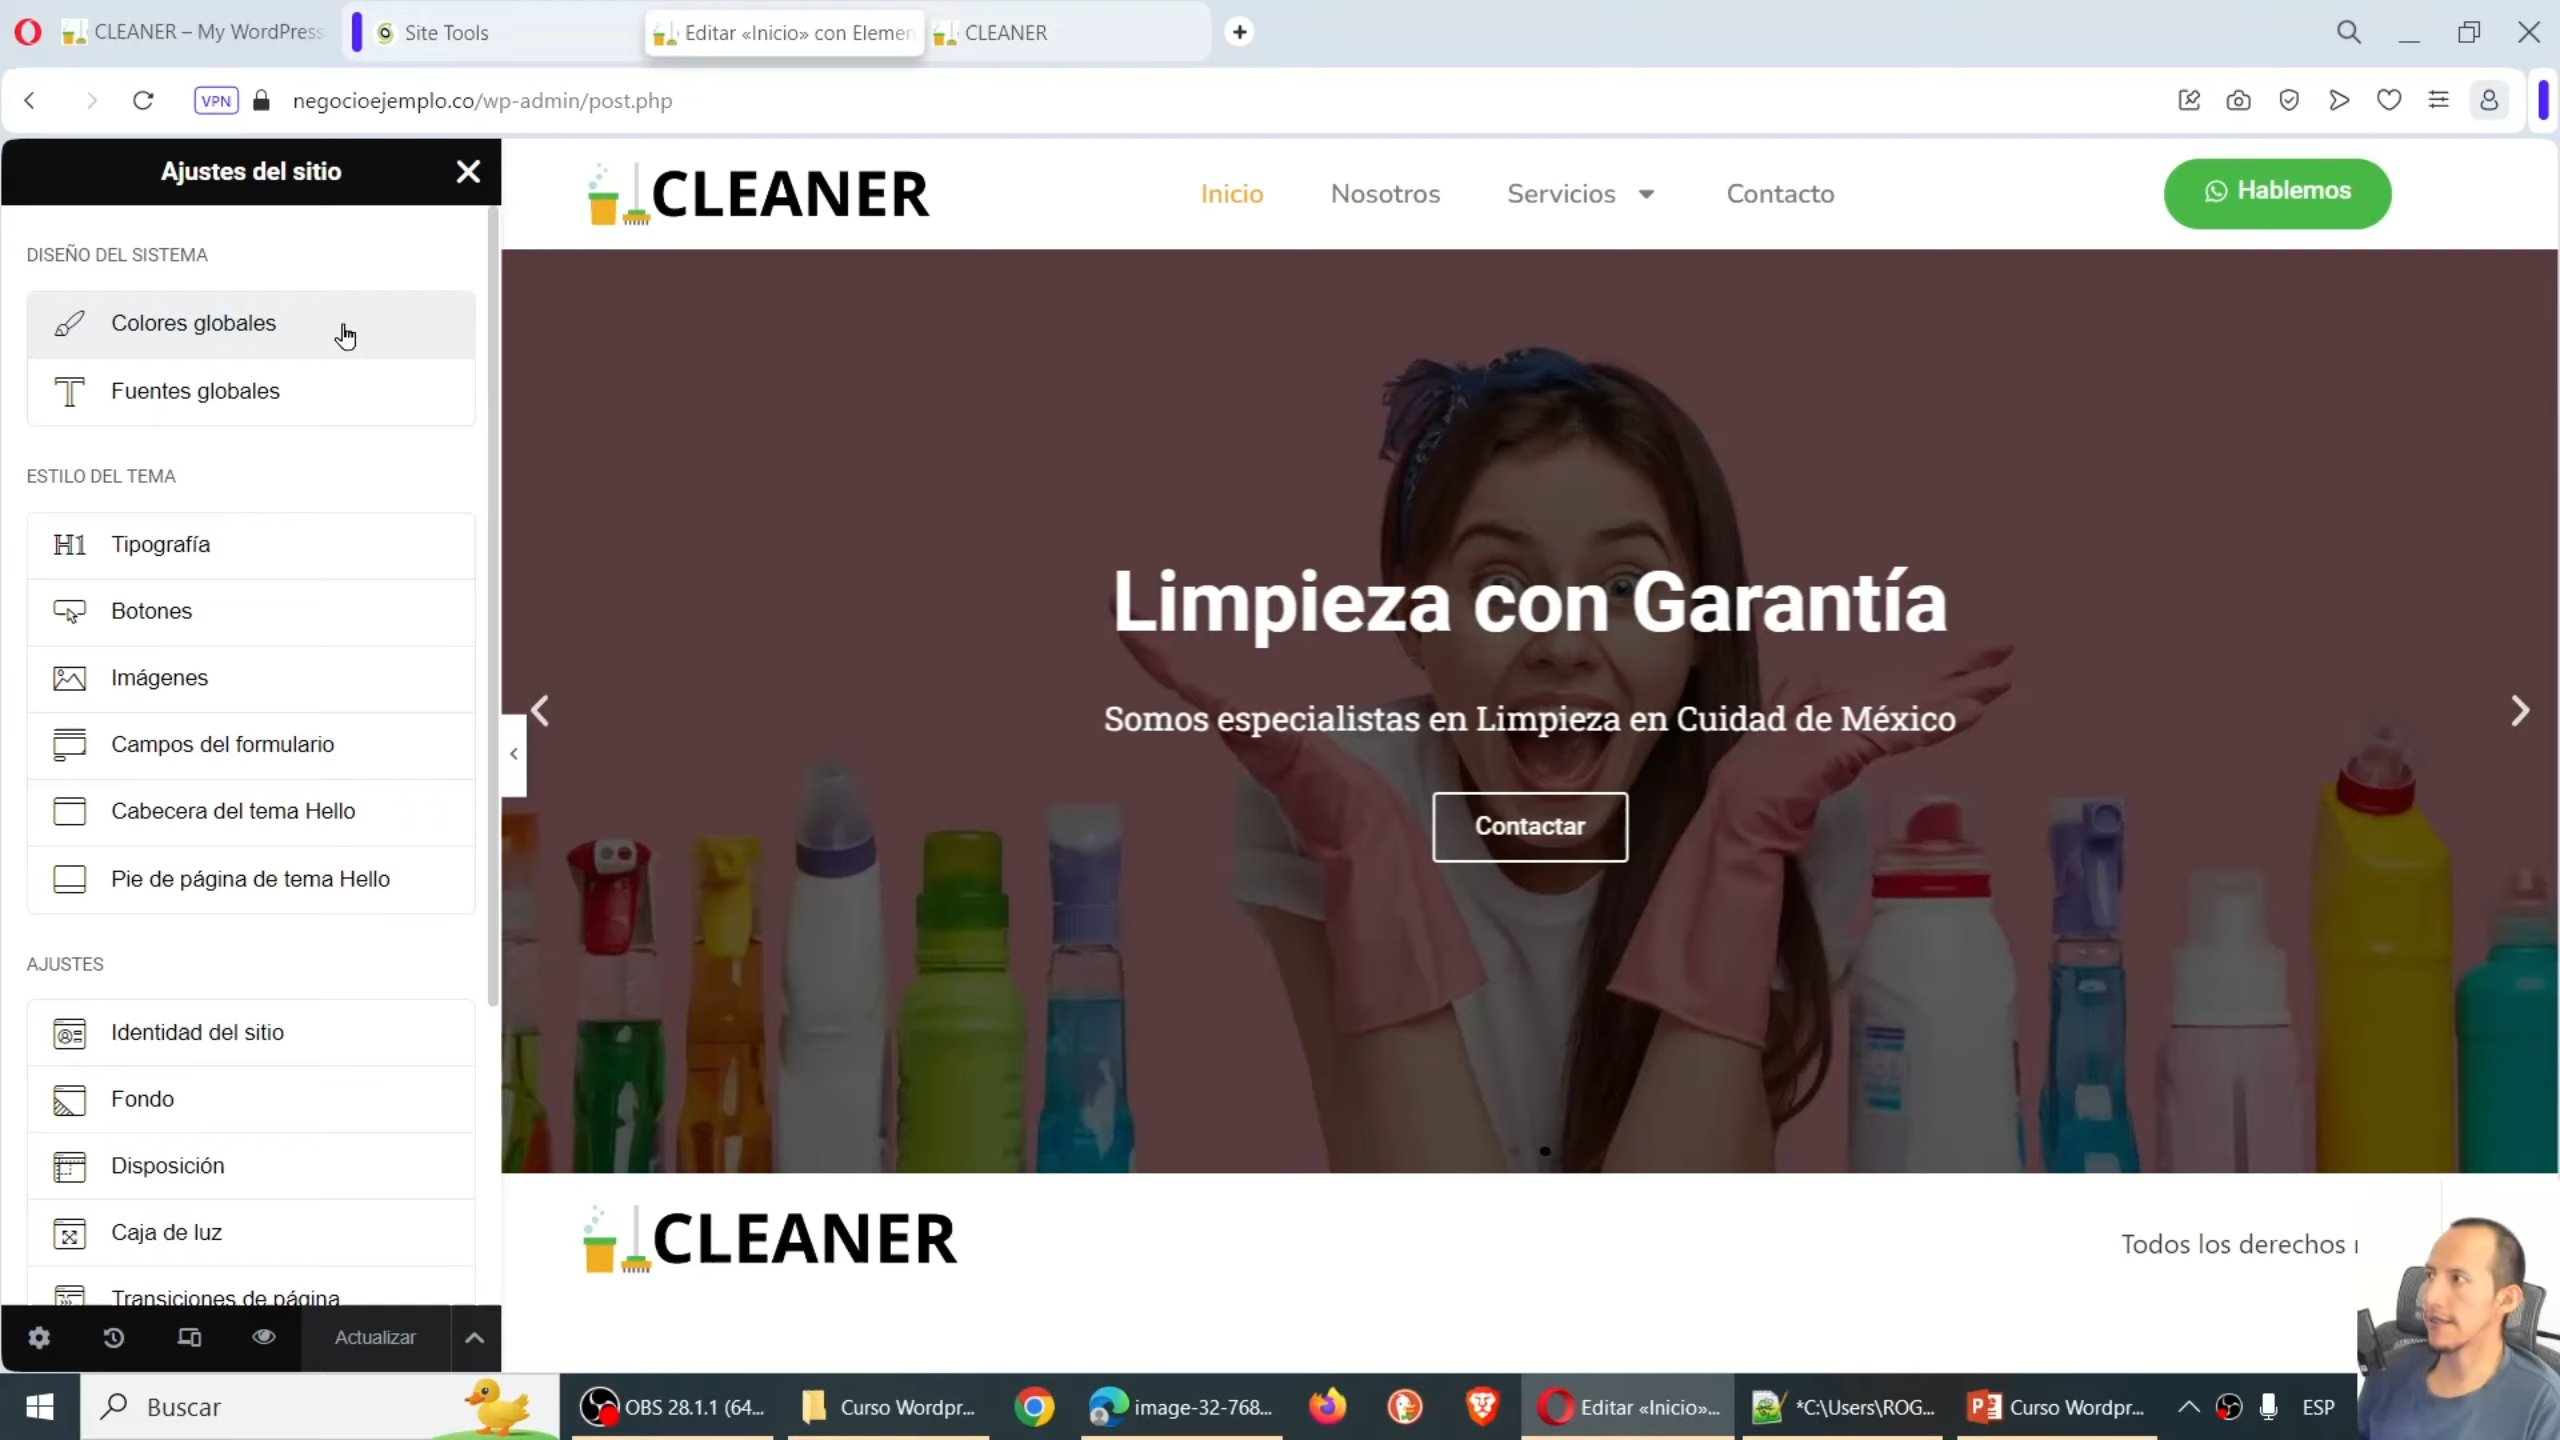 CLEANER – My WordPress
Site Tools
Editar «Inicio» con Elemen
CLEANER
VPN
negocioejemplo.co/wp-admin/post.php
Ajustes del sitio
DISEÑO DEL SISTEMA
Colores globales
Fuentes globales
ESTILO DEL TEMA
H1 Tipografía
Botones
Imágenes
Campos del formulario
Cabecera del tema Hello
Pie de página de tema Hello
AJUSTES
Identidad del sitio
Fondo
Disposición
Caja de luz
Transiciones de página
Actualizar
CLEANER
Inicio
Nosotros
Servicios
Contacto
Hablemos
Limpieza con Garantía
Somos especialistas en Limpieza en Cuidad de México
Contactar
CLEANER
Todos los derechos
Buscar
OBS 28.1.1 (64...
Curso Wordpr...
image-32-768...
Editar «Inicio»...
*C:\Users\ROG...
Curso Wordpr...
ESP